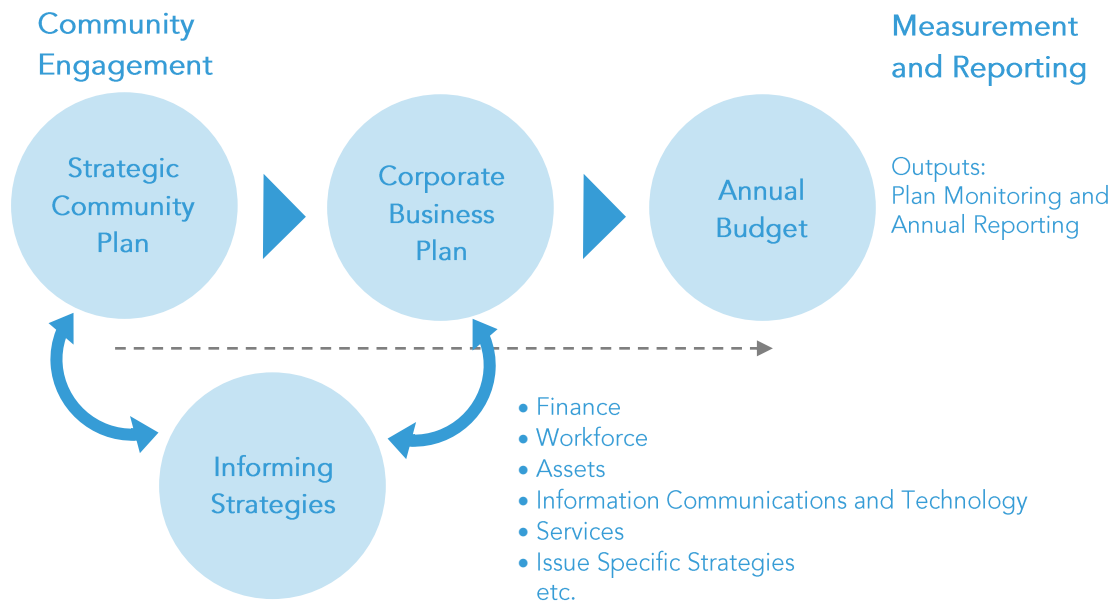 Community
Engagement
Measurement
and Reporting
Strategic
Community
Plan
Corporate
Business
Plan
Annual
Budget
Outputs:
Plan Monitoring and
Annual Reporting
Informing
Strategies
• Finance
• Workforce
• Assets
• Information Communications and Technology
• Services
• Issue Specific Strategies
etc.